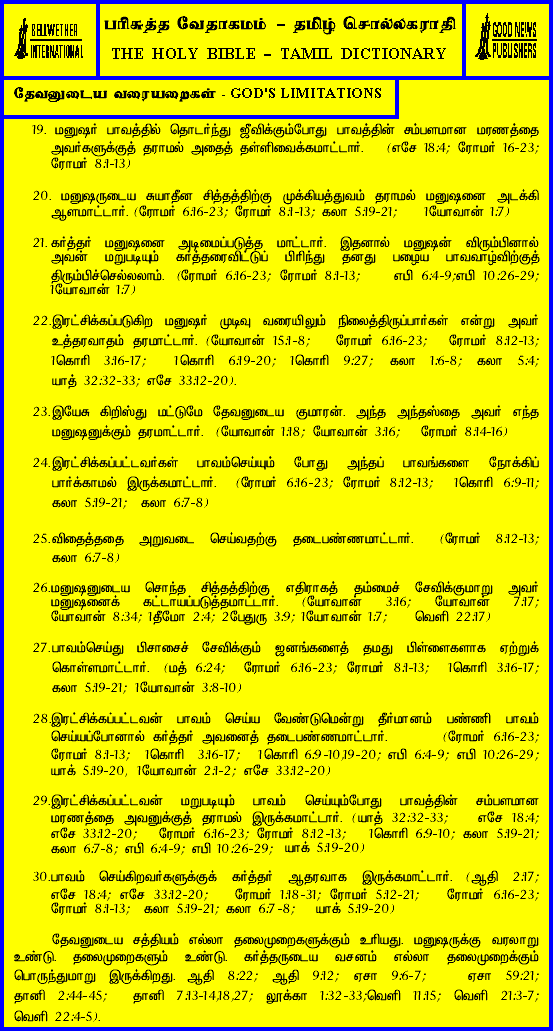 BELLWETHER
INTERNATIONAL
பரிசுத்த வேதாகமம் – தமிழ் சொல்லகராதி
THE HOLY BIBLE – TAMIL DICTIONARY
GOOD NEWS
PUBLISHERS
தேவனுடைய வரையறைகள் - GOD'S LIMITATIONS
19. மனுஷர் பாவத்தில் தொடர்ந்து ஜீவிக்கும்போது பாவத்தின் சம்பளமான மரணத்தை
அவர்களுக்குத் தராமல் அதைத் தள்ளிவைக்கமாட்டார். (எசே 18:4; ரோமர் 16-23;
ரோமர் 8:1-13)
20. மனுஷருடைய சுயாதீன சித்தத்திற்கு முக்கியத்துவம் தராமல் மனுஷனை அடக்கி
ஆளமாட்டார். (ரோமர் 6:16-23; ரோமர் 8:1-13; கலா 5:19-21; 1யோவான் 1:7)
21. கர்த்தர் மனுஷனை அடிமைப்படுத்த மாட்டார். இதனால் மனுஷன் விரும்பினால்
அவன் மறுபடியும் கர்த்தரைவிட்டுப் பிரிந்து தனது பழைய பாவவாழ்விற்குத்
திரும்பிச்செல்லலாம். (ரோமர் 6:16-23; ரோமர் 8:1-13; எபி 6:4-9;எபி 10:26-29;
1யோவான் 1:7)
22.இரட்சிக்கப்படுகிற மனுஷர் முடிவு வரையிலும் நிலைத்திருப்பார்கள் என்று அவர்
உத்தரவாதம் தரமாட்டார். (யோவான் 15:1-8; ரோமர் 6:16-23; ரோமர் 8:12-13;
1கொரி 3:16-17; 1கொரி 6:19-20; 1கொரி 9:27; கலா 1:6-8; கலா 5:4;
யாத் 32:32-33; எசே 33:12-20).
23.இயேசு கிறிஸ்து மட்டுமே தேவனுடைய குமாரன். அந்த அந்தஸ்தை அவர் எந்த
மனுஷனுக்கும் தரமாட்டார். (யோவான் 1:18; யோவான் 3:16; ரோமர் 8:14-16)
24.இரட்சிக்கப்பட்டவர்கள் பாவம்செய்யும் போது அந்தப் பாவங்களை நோக்கிப்
பார்க்காமல் இருக்கமாட்டார். (ரோமர் 6:16-23; ரோமர் 8:12-13; 1கொரி 6:9-11;
கலா 5:19-21; கலா 6:7-8)
25.விதைத்ததை அறுவடை செய்வதற்கு தடைபண்ணமாட்டார். (ரோமர் 8:12-13;
கலா 6:7-8)
26.மனுஷனுடைய சொந்த சித்தத்திற்கு எதிராகத் தம்மைச் சேவிக்குமாறு அவர்
மனுஷனைக் கட்டாயப்படுத்தமாட்டார். (யோவான் 3:16; யோவான் 7:17;
யோவான் 8:34; 1தீமோ 2:4; 2பேதுரு 3:9; 1யோவான் 1:7; வெளி 22:17)
27.பாவம்செய்து பிசாசைச் சேவிக்கும் ஜனங்களைத் தமது பிள்ளைகளாக ஏற்றுக்
கொள்ளமாட்டார். (மத் 6:24; ரோமர் 6:16-23; ரோமர் 8:1-13; 1கொரி 3:16-17;
கலா 5:19-21; 1யோவான் 3:8-10)
28.இரட்சிக்கப்பட்டவன் பாவம் செய்ய வேண்டுமென்று தீர்மானம் பண்ணி பாவம்
செய்யப்போனால் கர்த்தர் அவனைத் தடைபண்ணமாட்டார். (ரோமர் 6:16-23;
ரோமர் 8:1-13; 1கொரி 3:16-17; 1கொரி 6:9-10,19-20; எபி 6:4-9; எபி 10:26-29;
யாக் 5:19-20, 1யோவான் 2:1-2; எசே 33:12-20)
29.இரட்சிக்கப்பட்டவன் மறுபடியும் பாவம் செய்யும்போது பாவத்தின் சம்பளமான
மரணத்தை அவனுக்குத் தராமல் இருக்கமாட்டார். (யாத் 32:32-33; எசே 18:4;
எசே 33:12-20; ரோமர் 6:16-23; ரோமர் 8:12-13; 1கொரி 6:9-10; கலா 5:19-21;
கலா 6:7-8; எபி 6:4-9; எபி 10:26-29; யாக் 5:19-20)
30.பாவம் செய்கிறவர்களுக்குக் கர்த்தர் ஆதரவாக இருக்கமாட்டார். (ஆதி 2:17;
எசே 18:4; எசே 33:12-20; ரோமர் 1:18-31; ரோமர் 5:12-21; ரோமர் 6:16-23;
ரோமர் 8:1-13; கலா 5:19-21; கலா 6:7-8; யாக் 5:19-20)
தேவனுடைய சத்தியம் எல்லா தலைமுறைகளுக்கும் உரியது. மனுஷருக்கு வரலாறு
உண்டு. தலைமுறைகளும் உண்டு. கர்த்தருடைய வசனம் எல்லா தலைமுறைக்கும்
பொருந்துமாறு இருக்கிறது. ஆதி 8:22; ஆதி 9:12; ஏசா 9:6-7; ஏசா 59:21;
தானி 2:44-45; தானி 7:13-14,18,27; லூக்கா 1:32-33;வெளி 11:15; வெளி 21:3-7;
வெளி 22:4-5).